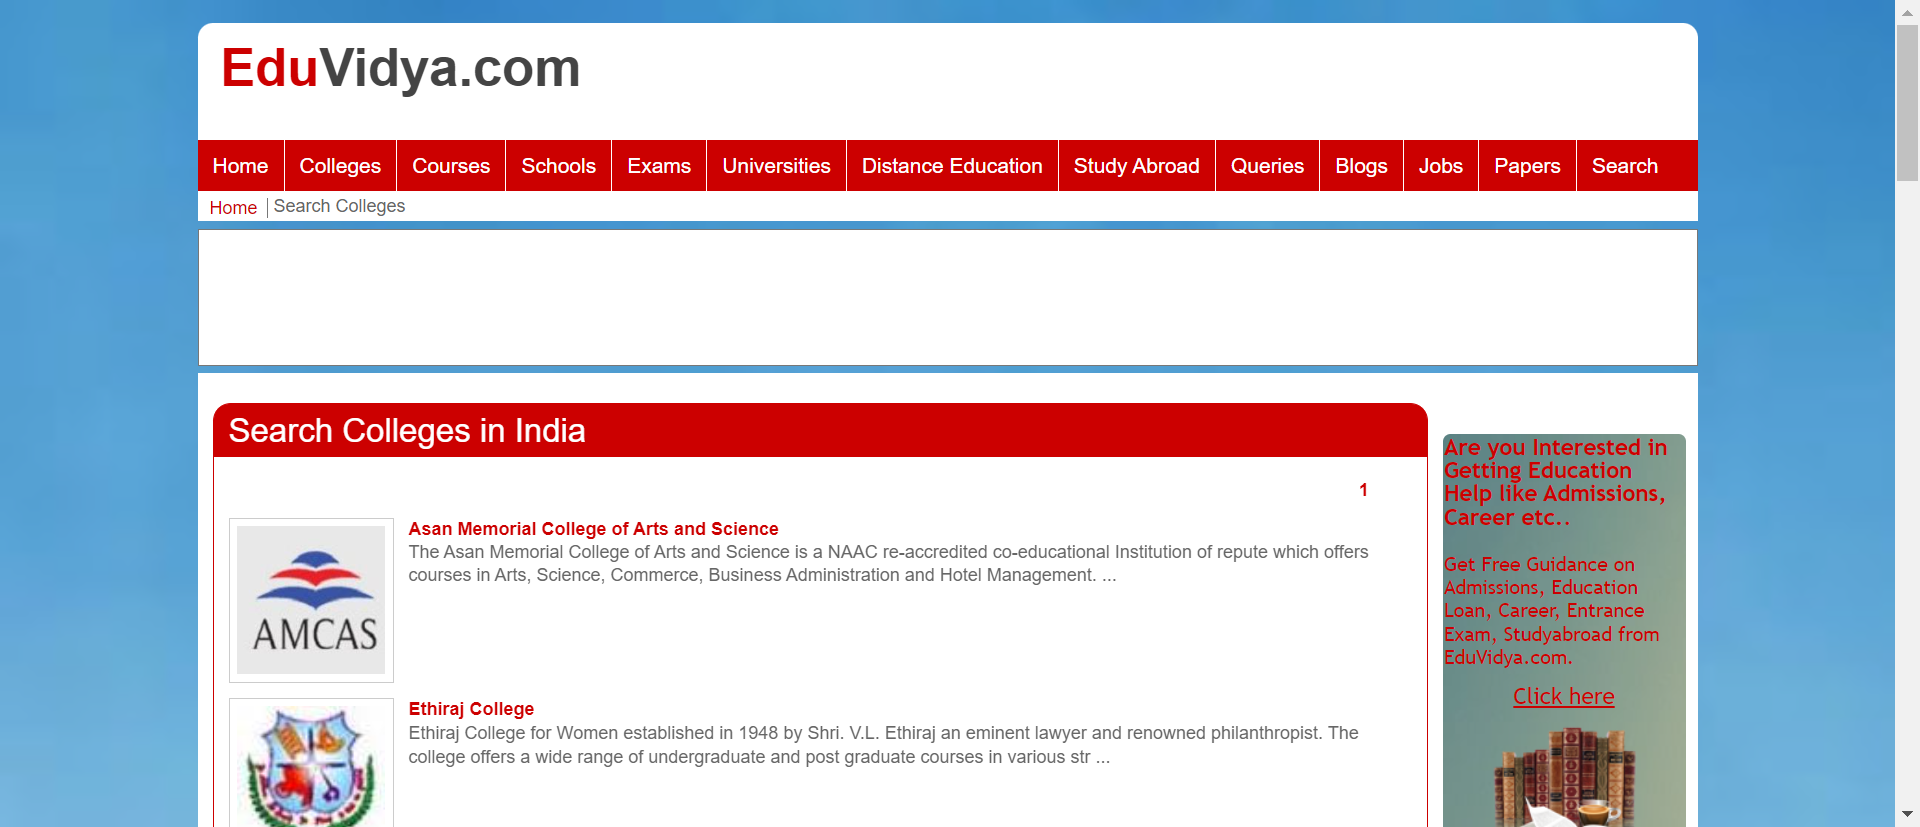 EduVidya.com
Home Colleges Courses Schools Exams Universities Distance Education Study Abroad Queries Blogs Jobs Papers Search
Home Search Colleges
Search Colleges in India
1
Asan Memorial College of Arts and Science
The Asan Memorial College of Arts and Science is a NAAC re-accredited co-educational Institution of repute which offers
courses in Arts, Science, Commerce, Business Administration and Hotel Management. ...
AMCAS
Ethiraj College
Ethiraj College for Women established in 1948 by Shri. V.L. Ethiraj an eminent lawyer and renowned philanthropist. The
college offers a wide range of undergraduate and post graduate courses in various str ...
Are you Interested in
Getting Education
Help like Admissions,
Career etc..
Get Free Guidance on
Admissions, Education
Loan, Career, Entrance
Exam, Studyabroad from
EduVidya.com.
Click here